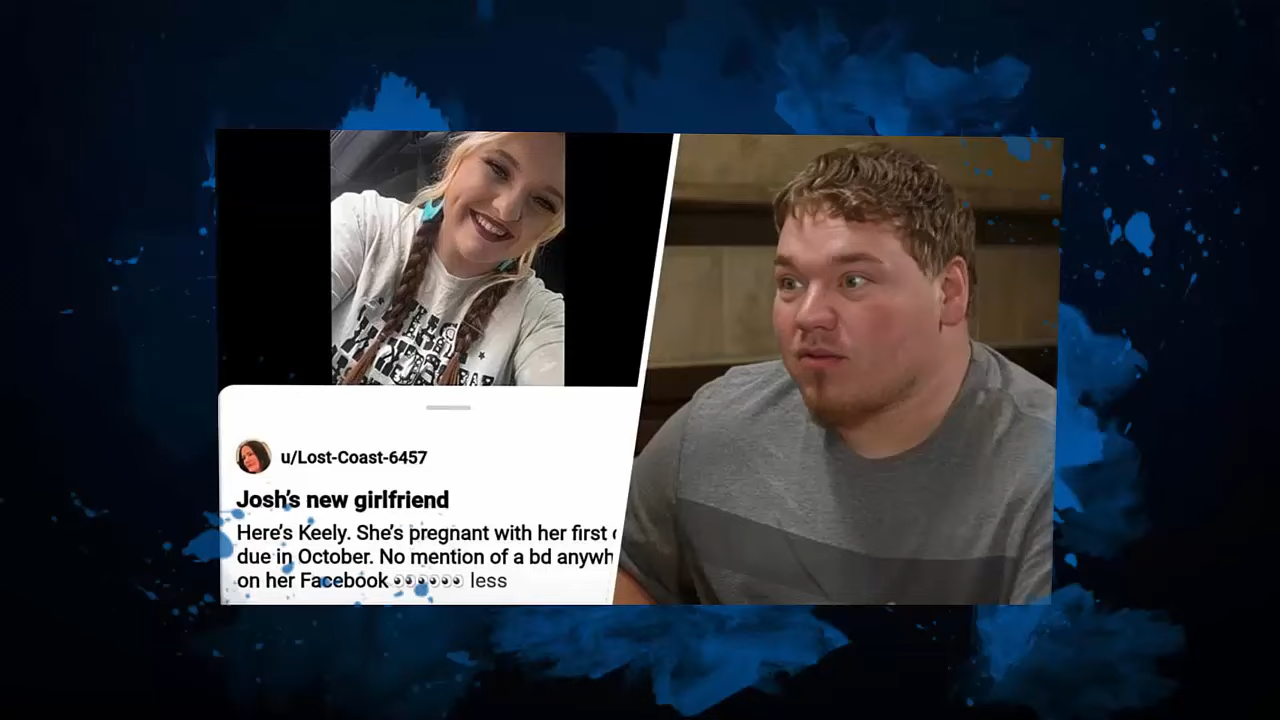 u/Lost-Coast-6457
Josh's new girlfriend
Here's Keely. She's pregnant with her first
due in October. No mention of a bd anywh
on her Facebook 👀👀👀 less